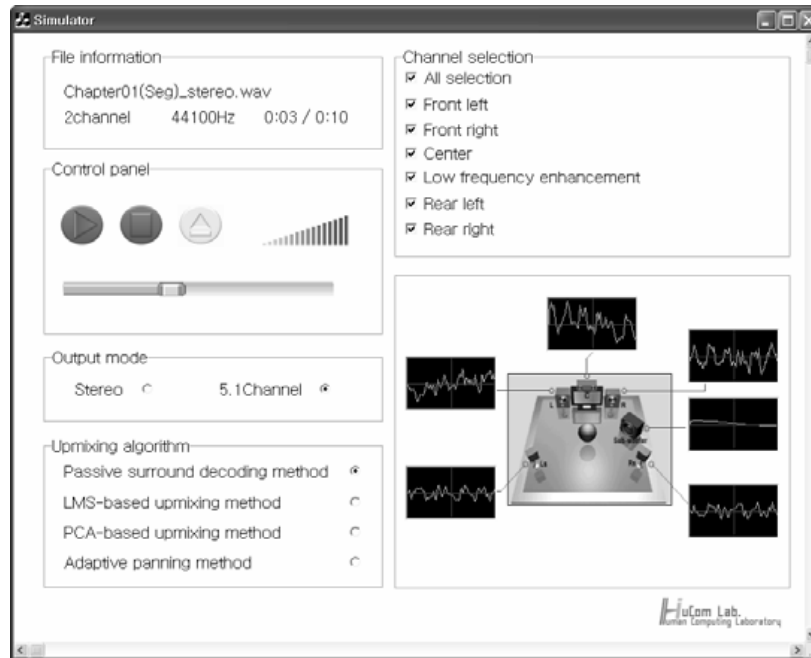 Simulator
File information
Chapter01(Seg)_stereo.wav
2channel 44100Hz 0:03 / 0:10
Control panel
Output mode
Stereo 5.1Channel
Upmixing algorithm
Passive surround decoding method
LMS-based upmixing method
PCA-based upmixing method
Adaptive panning method
Channel selection
All selection
Front left
Front right
Center
Low frequency enhancement
Rear left
Rear right
C
L R
Ls Rs
HuCom Lab.
Human Computing Laboratory